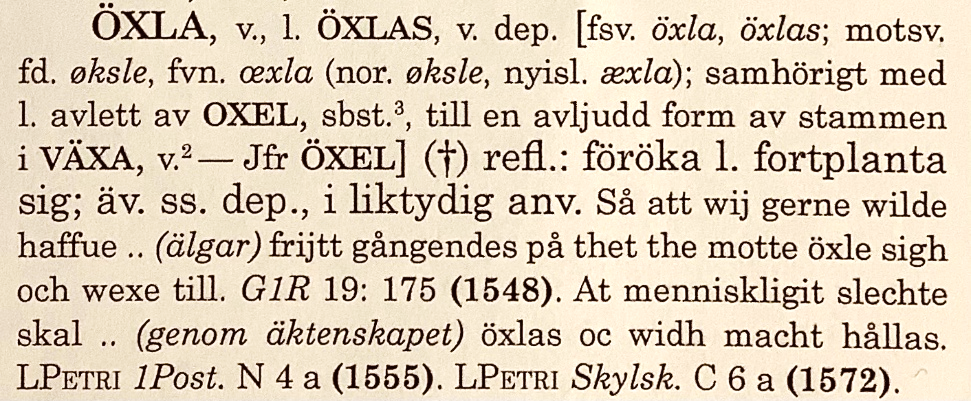 ÖXLA, v., l. ÖXLAS, v. dep. [fsv. öxla, öxlas; motsv.
fd. øksle, fvn. œxla (nor. øksle, nyisl. æxla); samhörigt med
l. avlett av OXEL, sbst.³, till en avljudd form av stammen
i VÄXA, v.² — Jfr ÖXEL] (†) refl.: föröka l. fortplanta
sig; äv. ss. dep., i liktydig anv. Så att wij gerne wilde
haffue .. (älgar) frijtt gångendes på thet the motte öxle sigh
och wexe till. G1R 19: 175 (1548). At menniskligit slechte
skal .. (genom äktenskapet) öxlas oc widh macht hållas.
LPETRI 1Post. N 4 a (1555). LPETRI Skylsk. C 6 a (1572).